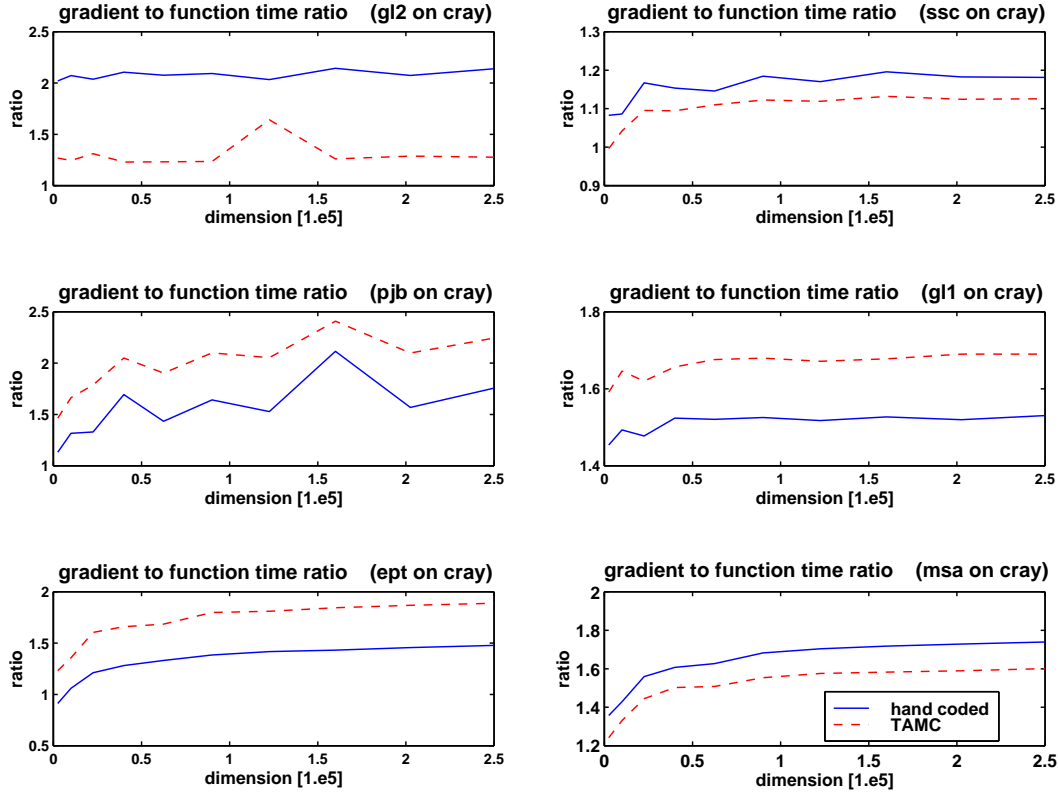 gradient to function time ratio (gl2 on cray)
2.5
2
1.5
1
ratio
0 0.5 1 1.5 2 2.5
dimension [1.e5]
gradient to function time ratio (ssc on cray)
1.3
1.2
1.1
1
0.9
ratio
0 0.5 1 1.5 2 2.5
dimension [1.e5]
gradient to function time ratio (pjb on cray)
2.5
2
1.5
1
ratio
0 0.5 1 1.5 2 2.5
dimension [1.e5]
gradient to function time ratio (gl1 on cray)
1.8
1.6
1.4
ratio
0 0.5 1 1.5 2 2.5
dimension [1.e5]
gradient to function time ratio (ept on cray)
2
1.5
1
0.5
ratio
0 0.5 1 1.5 2 2.5
dimension [1.e5]
gradient to function time ratio (msa on cray)
2
1.8
1.6
1.4
1.2
ratio
0 0.5 1 1.5 2 2.5
dimension [1.e5]
hand coded
TAMC